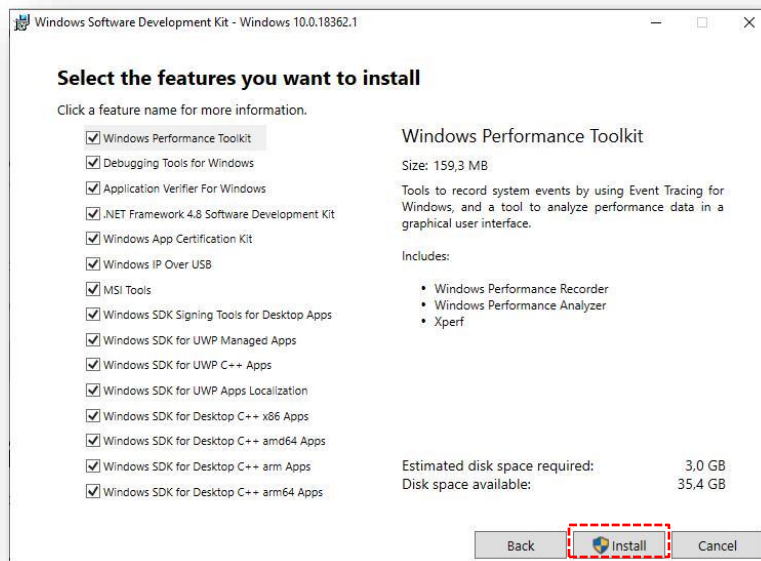 Windows Software Development Kit - Windows 10.0.18362.1
Select the features you want to install
Click a feature name for more information.
Windows Performance Toolkit
Debugging Tools for Windows
Application Verifier For Windows
.NET Framework 4.8 Software Development Kit
Windows App Certification Kit
Windows IP Over USB
MSI Tools
Windows SDK Signing Tools for Desktop Apps
Windows SDK for UWP Managed Apps
Windows SDK for UWP C++ Apps
Windows SDK for UWP Apps Localization
Windows SDK for Desktop C++ x86 Apps
Windows SDK for Desktop C++ amd64 Apps
Windows SDK for Desktop C++ arm Apps
Windows SDK for Desktop C++ arm64 Apps
Windows Performance Toolkit
Size: 159,3 MB
Tools to record system events by using Event Tracing for
Windows, and a tool to analyze performance data in a
graphical user interface.
Includes:
• Windows Performance Recorder
• Windows Performance Analyzer
• Xperf
Estimated disk space required: 3,0 GB
Disk space available: 35,4 GB
Back Install Cancel